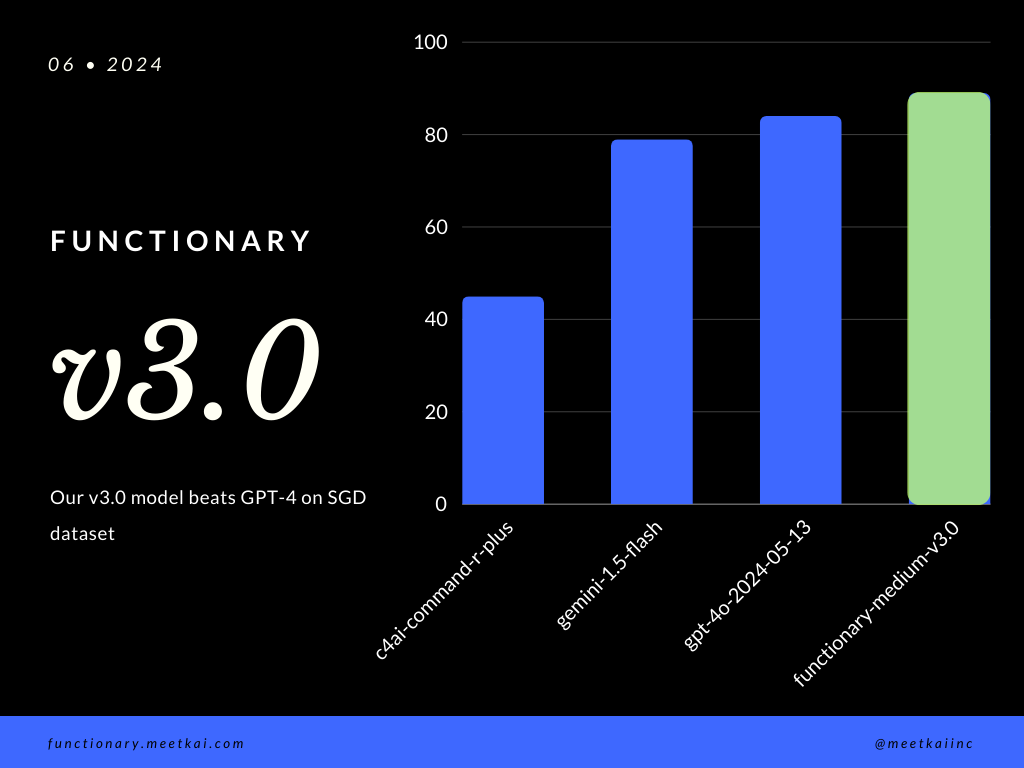 06 • 2024
FUNCTIONARY
v3.0
Our v3.0 model beats GPT-4 on SGD
dataset
100
80
60
40
20
0
c4ai-command-r-plus
gemini-1.5-flash
gpt-4o-2024-05-13
functionary-medium-v3.0
functionary.meetkai.com
@meetkaiinc